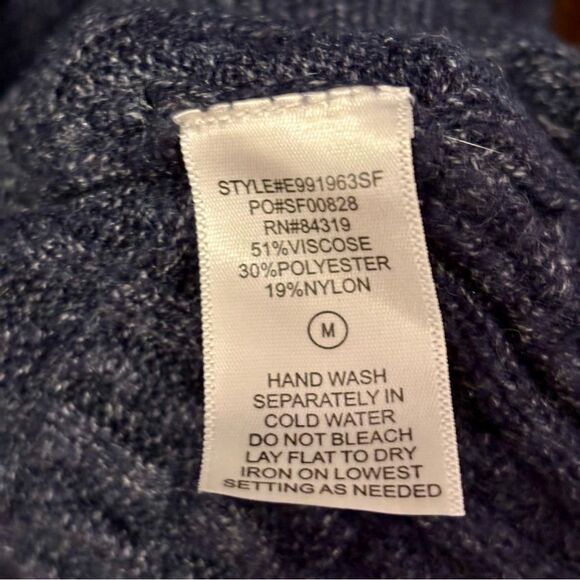 STYLE#E991963SF
PO#SF00828
RN#84319
51%VISCOSE
30%POLYESTER
19%NYLON
M
HAND WASH
SEPARATELY IN
COLD WATER
DO NOT BLEACH
LAY FLAT TO DRY
IRON ON LOWEST
SETTING AS NEEDED